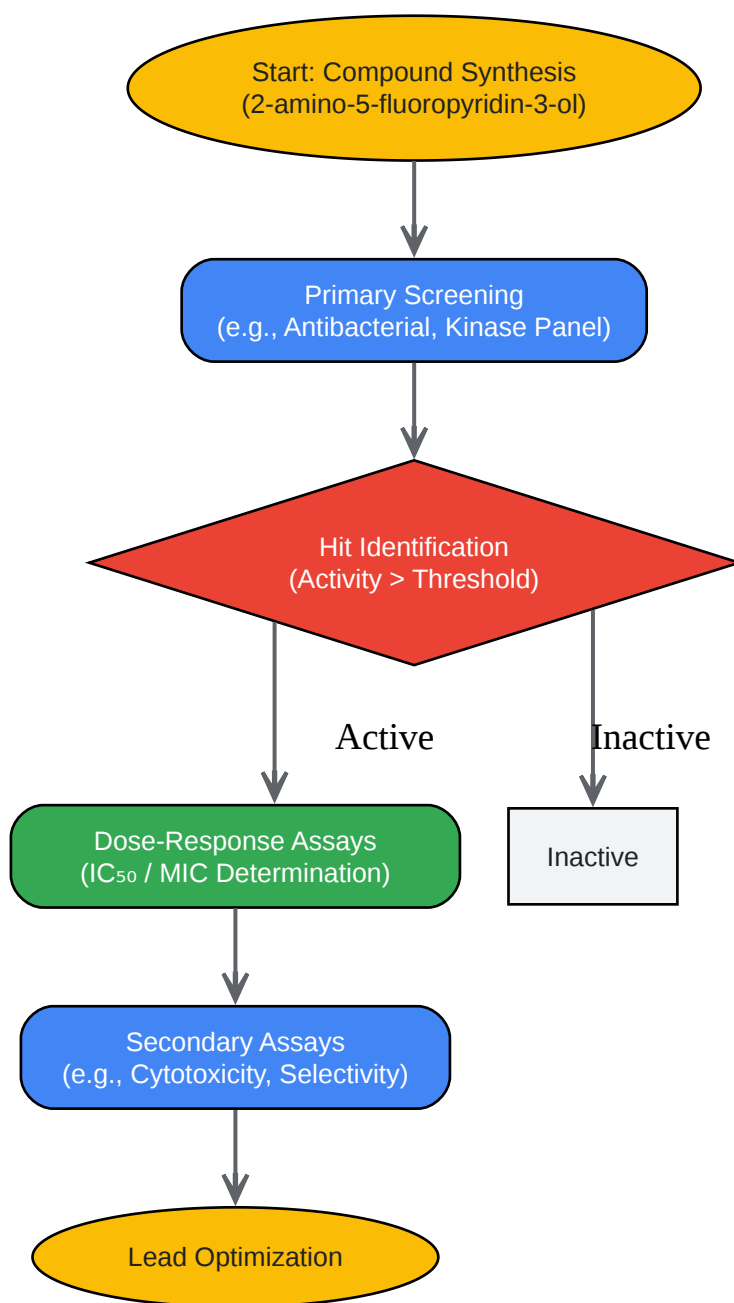 Start: Compound Synthesis
(2-amino-5-fluoropyridin-3-ol)
Primary Screening
(e.g., Antibacterial, Kinase Panel)
Hit Identification
(Activity > Threshold)
Active
Inactive
Dose-Response Assays
(IC₅₀ / MIC Determination)
Inactive
Secondary Assays
(e.g., Cytotoxicity, Selectivity)
Lead Optimization